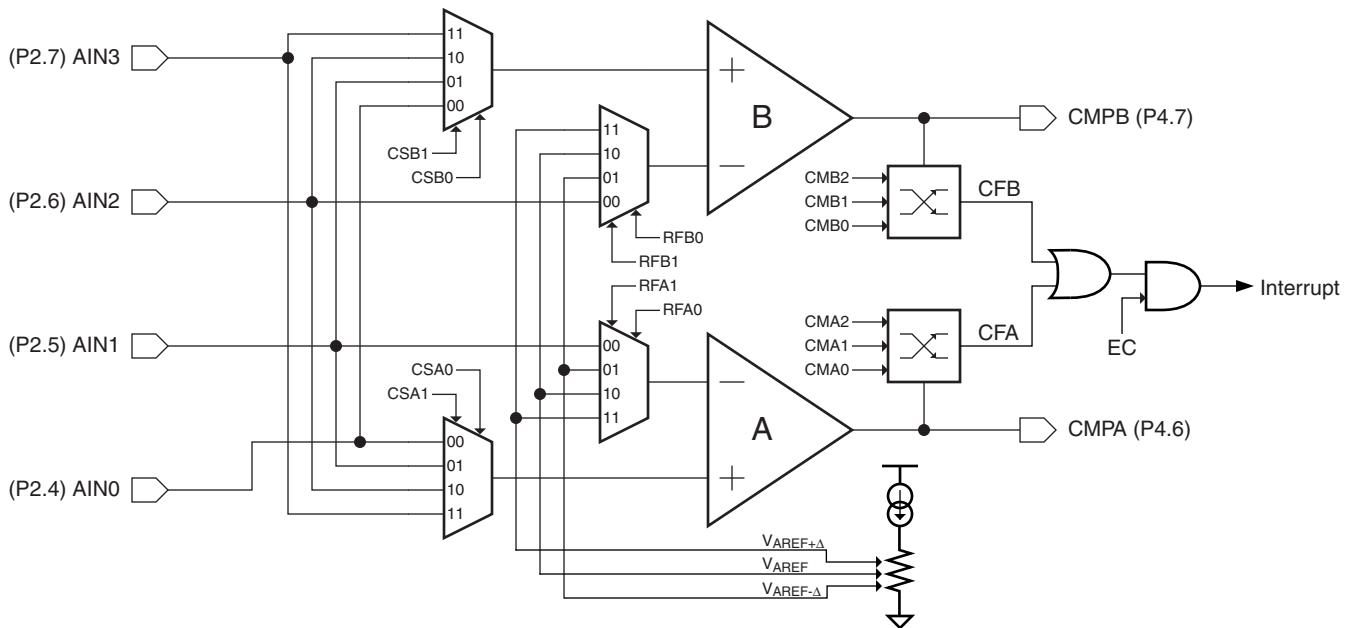 (P2.7) AIN3
11
10
01
00
CSB1
CSB0
B
CMPB (P4.7)
11
10
01
00
CMB2
CMB1
CMB0
CFB
(P2.6) AIN2
RFB0
RFB1
RFA1
RFA0
Interrupt
EC
(P2.5) AIN1
00
01
10
11
CMA2
CMA1
CMA0
CFA
CSA0
CSA1
A
CMPA (P4.6)
00
01
10
11
(P2.4) AIN0
VAREF+Δ
VAREF
VAREF-Δ